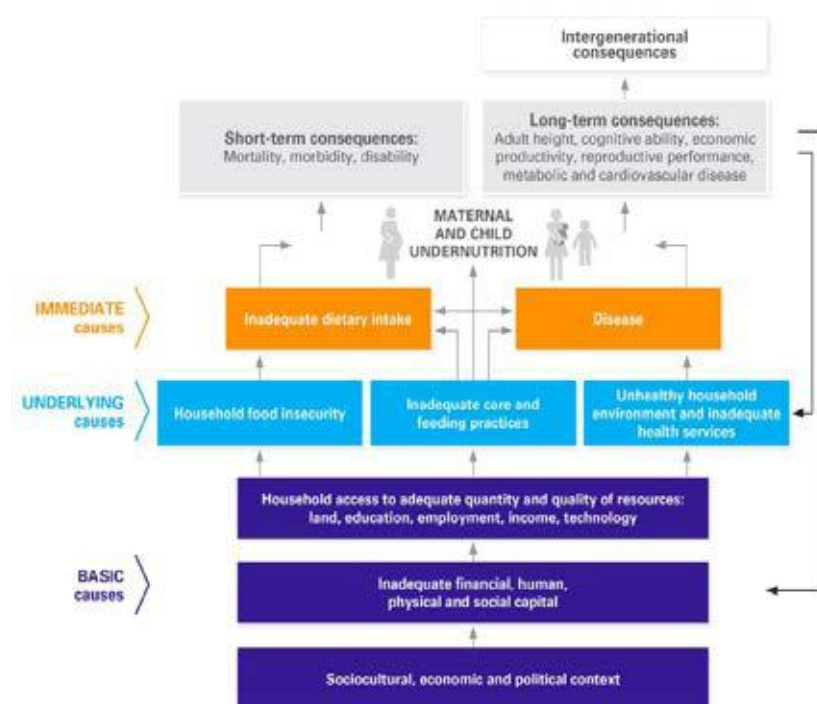 Intergenerational
consequences
Short-term consequences:
Mortality, morbidity, disability
Long-term consequences:
Adult height, cognitive ability, economic
productivity, reproductive performance,
metabolic and cardiovascular disease
MATERNAL
AND CHILD
UNDERNUTRITION
IMMEDIATE
causes
Inadequate dietary intake
Disease
UNDERLYING
causes
Household food insecurity
Inadequate care and
feeding practices
Unhealthy household
environment and inadequate
health services
Household access to adequate quantity and quality of resources:
land, education, employment, income, technology
BASIC
causes
Inadequate financial, human,
physical and social capital
Sociocultural, economic and political context